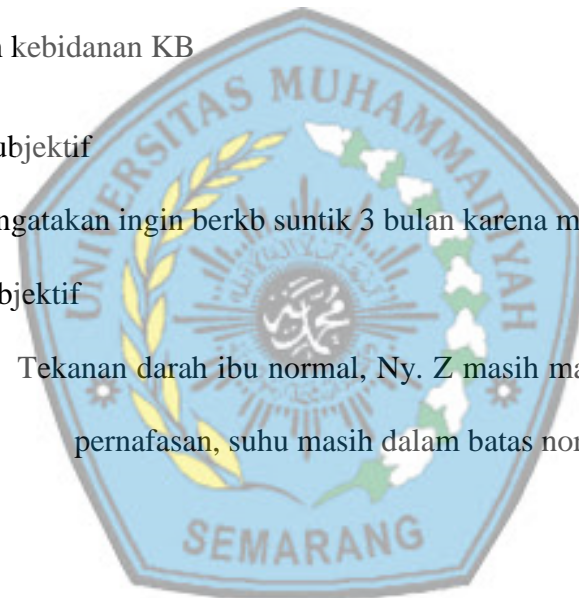 kebidanan KB
UNIVERSITAS MUHAMMADIYAH
ubjektif
ngatakan ingin berkb suntik 3 bulan karena m
bjektif
Tekanan darah ibu normal, Ny. Z masih ma
pernafasan, suhu masih dalam batas nor
SEMARANG